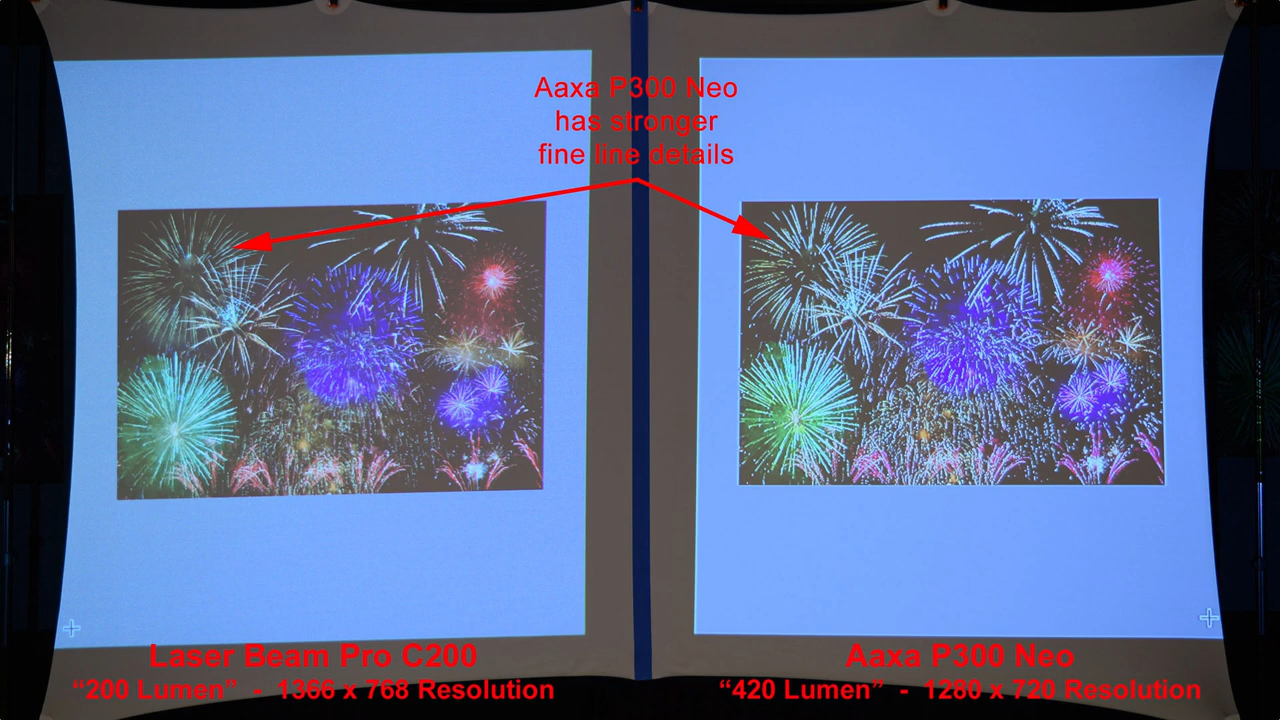 Aaxa P300 Neo
has stronger
fine line details
Laser Beam Pro C200
“200 Lumen” - 1366 x 768 Resolution
Aaxa P300 Neo
“420 Lumen” - 1280 x 720 Resolution